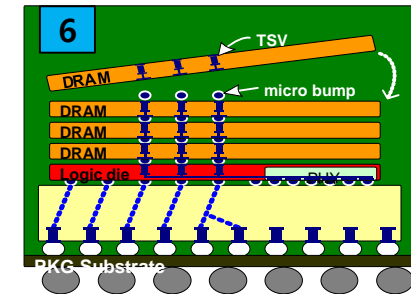 6
TSV
DRAM
micro bump
DRAM
DRAM
DRAM
Logic die
PHY
PKG Substrate